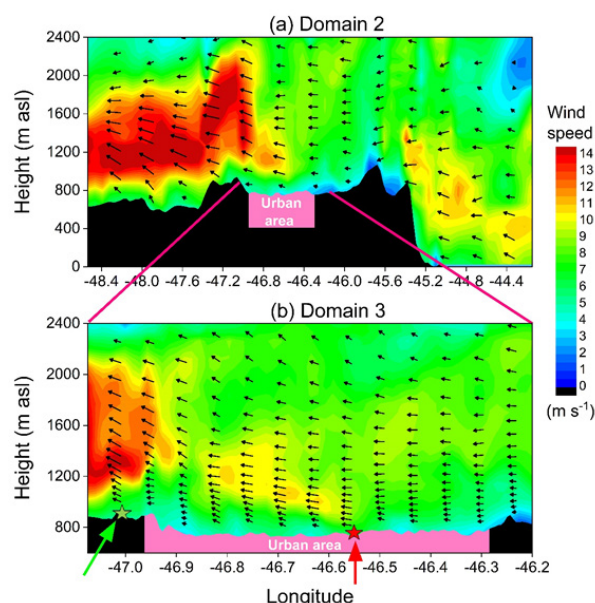 (a) Domain 2
2400
2000
1600
1200
800
400
0
Height (m asl)
Urban
area
-48.4 -48.0 -47.6 -47.2 -46.8 -46.4 -46.0 -45.6 -45.2 -44.8 -44.4
Wind
speed
14
13
12
11
10
9
8
7
6
5
4
3
2
1
0
(m s⁻¹)
(b) Domain 3
2400
2000
1600
1200
800
Height (m asl)
Urban area
-47.0 -46.9 -46.8 -46.7 -46.6 -46.5 -46.4 -46.3 -46.2
Longitude